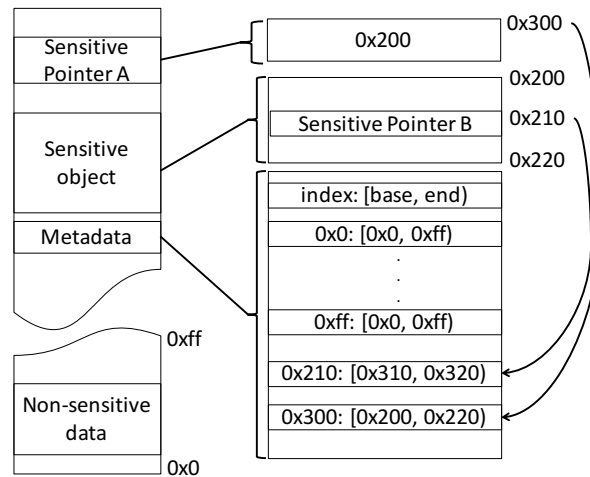 Sensitive
Pointer A
Sensitive
object
Metadata
0xff
Non-sensitive
data
0x0
0x200
0x300
0x200
Sensitive Pointer B
0x210
0x220
index: [base, end)
0x0: [0x0, 0xff)
.
.
.
0xff: [0x0, 0xff)
0x210: [0x310, 0x320)
0x300: [0x200, 0x220)